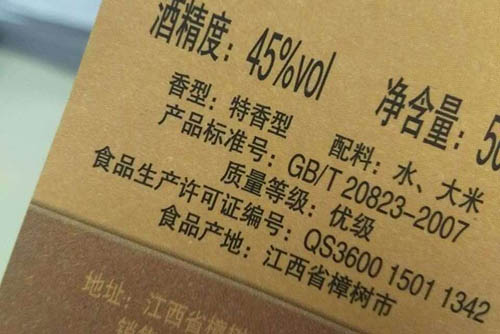 酒精度：45%vol 净含量：50
香型：特香型 配料：水、大米
产品标准号：GB/T 20823-2007
质量等级：优级
食品生产许可证编号：QS3600 1501 1342
食品产地：江西省樟树市
地址：江西省樟树